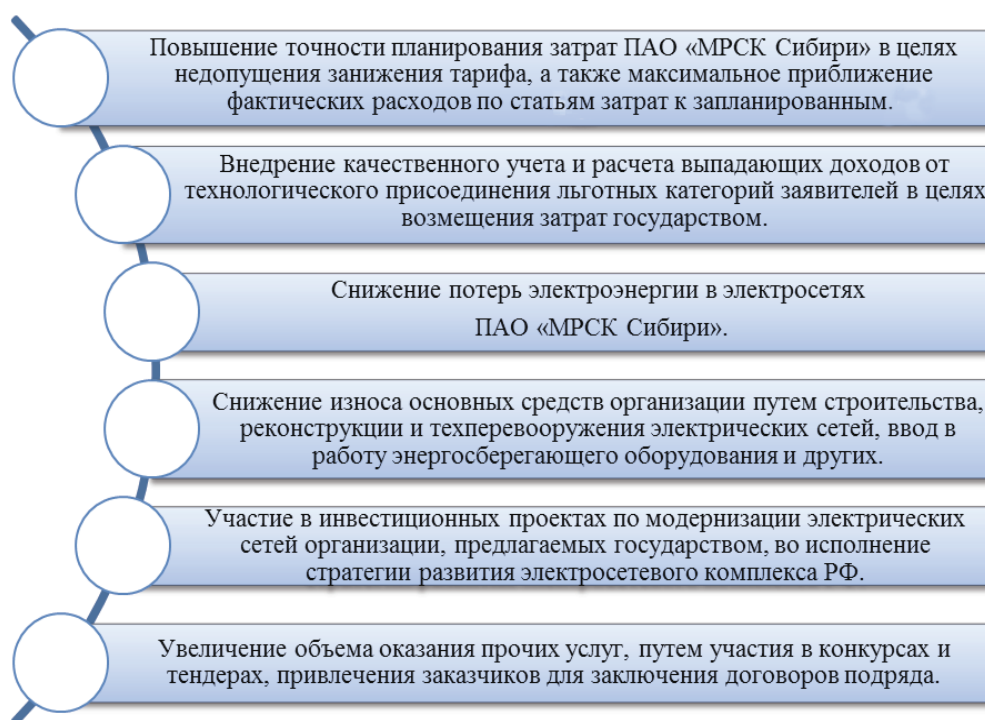 Повышение точности планирования затрат ПАО «МРСК Сибири» в целях
недопущения занижения тарифа, а также максимальное приближение
фактических расходов по статьям затрат к запланированным.
Внедрение качественного учета и расчета выпадающих доходов от
технологического присоединения льготных категорий заявителей в целях
возмещения затрат государством.
Снижение потерь электроэнергии в электросетях
ПАО «МРСК Сибири».
Снижение износа основных средств организации путем строительства,
реконструкции и техперевооружения электрических сетей, ввод в
работу энергосберегающего оборудования и других.
Участие в инвестиционных проектах по модернизации электрических
сетей организации, предлагаемых государством, во исполнение
стратегии развития электросетевого комплекса РФ.
Увеличение объема оказания прочих услуг, путем участия в конкурсах и
тендерах, привлечения заказчиков для заключения договоров подряда.